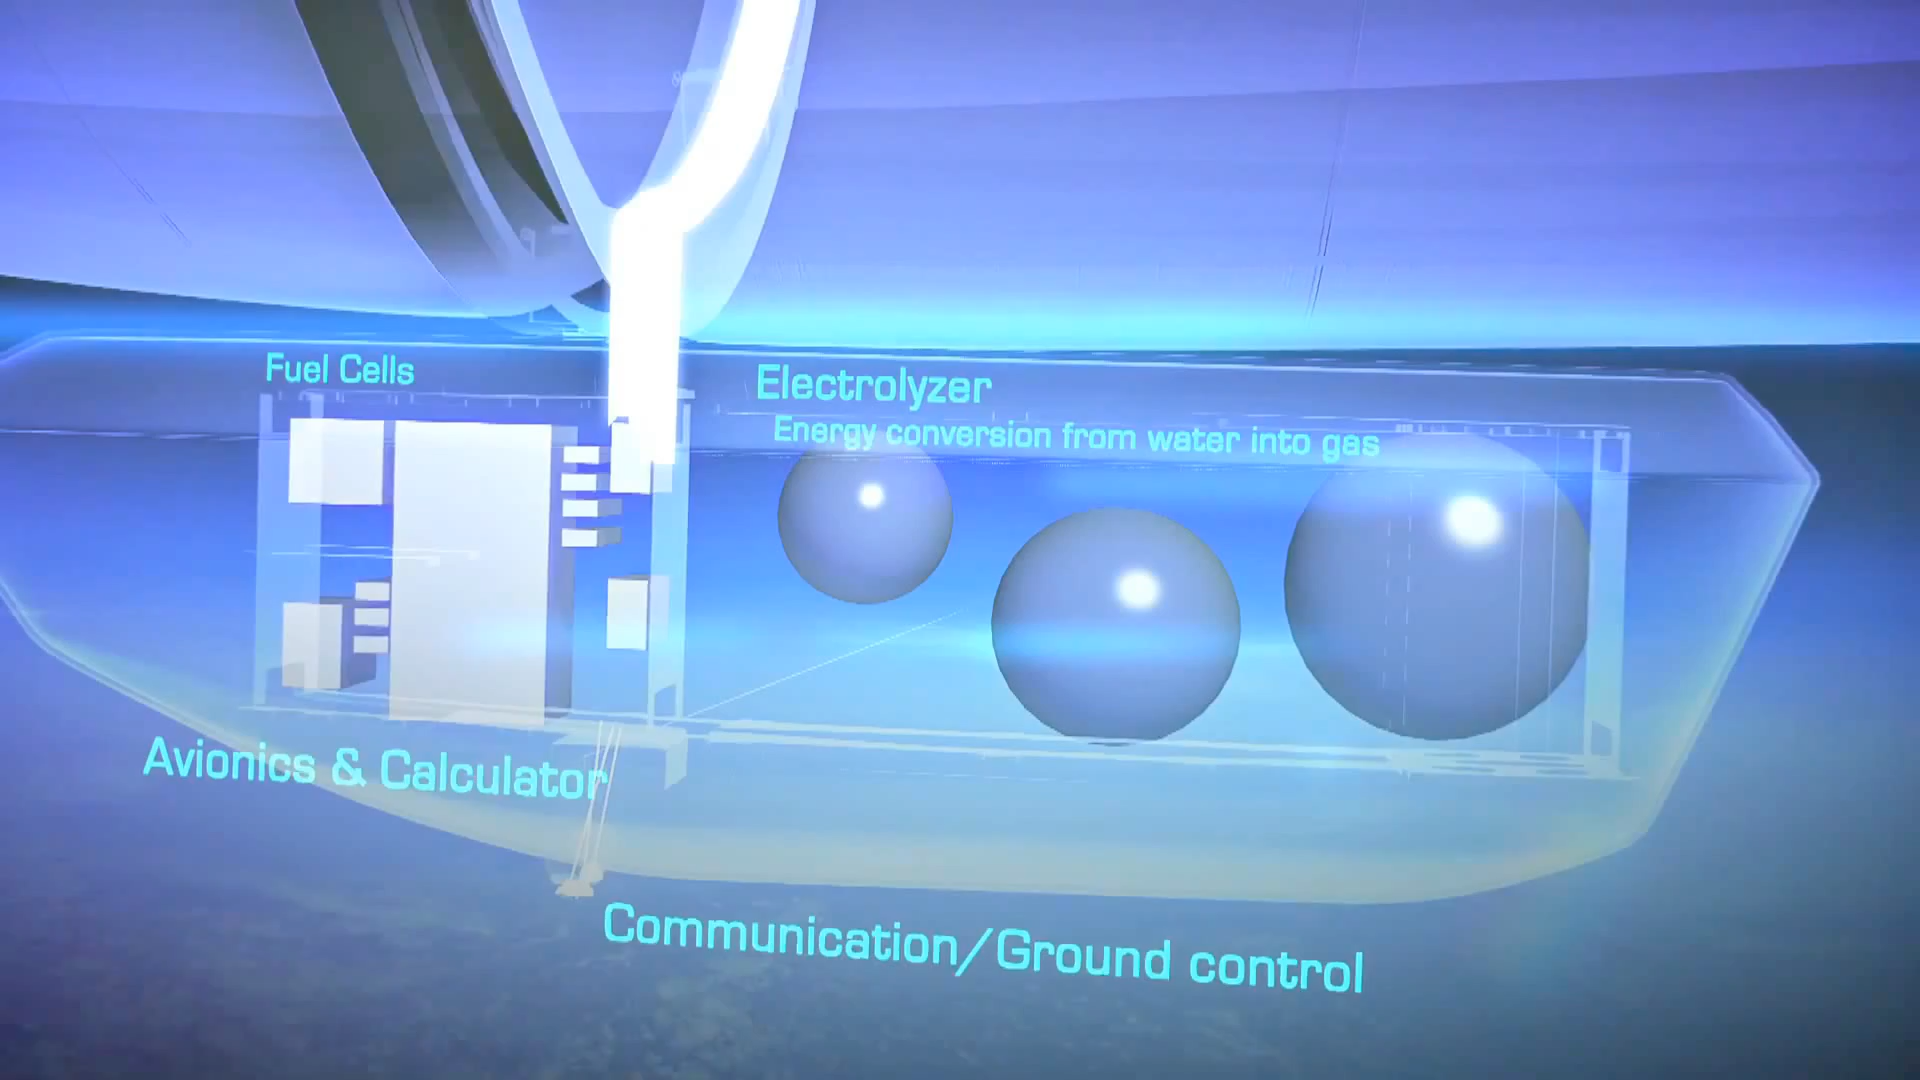 Fuel Cells
Electrolyzer
Energy conversion from water into gas
Avionics & Calculator
Communication/Ground control